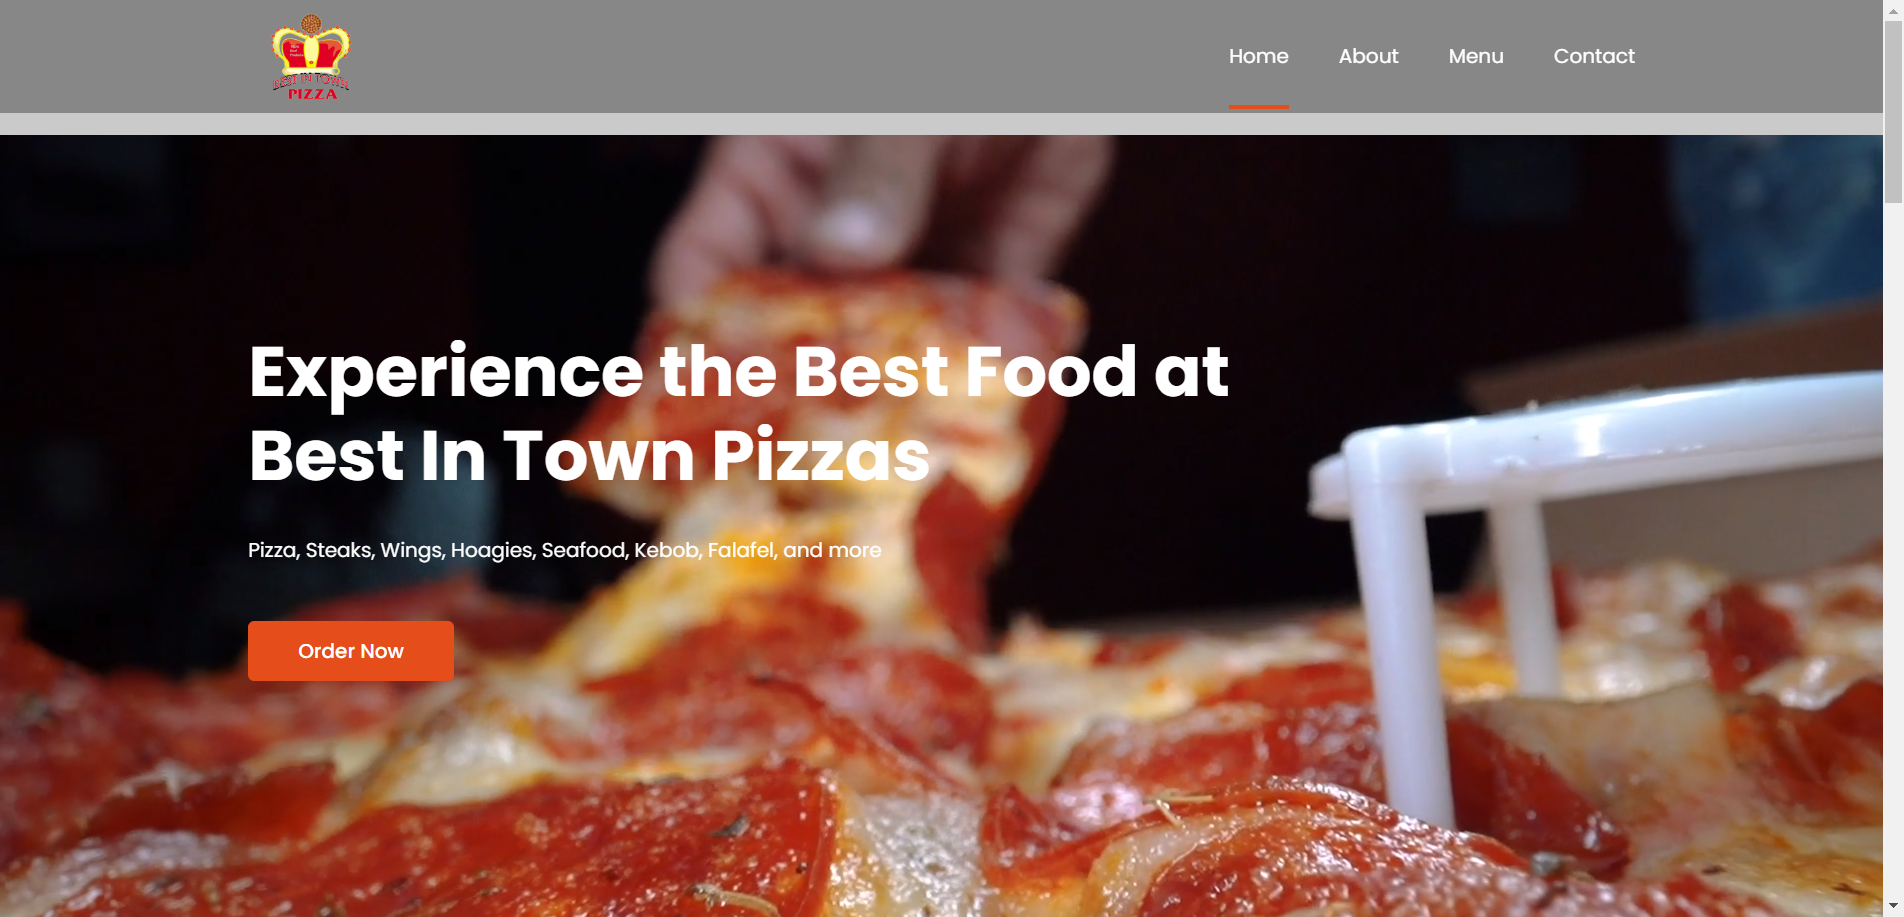 BEST IN TOWN
PIZZA
Home
About
Menu
Contact
Experience the Best Food at
Best In Town Pizzas
Pizza, Steaks, Wings, Hoagies, Seafood, Kebob, Falafel, and more
Order Now